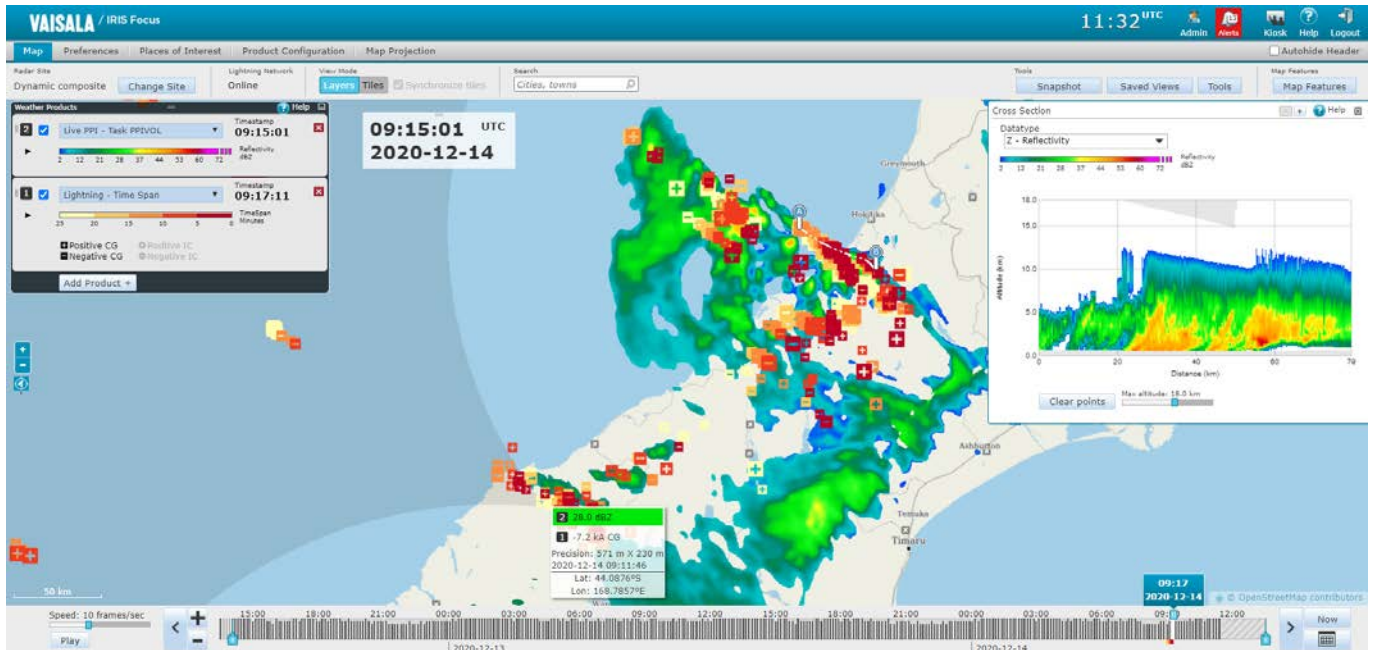 VAISALA / IRIS Focus
11:32 UTC
Admin
Alerts
Kiosk
Help
Logout
Map
Preferences
Places of Interest
Product Configuration
Map Projection
Autohide Header
Radar Site
Dynamic composite
Change Site
Lightning Network
Online
View Mode
Layers
Tiles
Synchronize tiles
Search
Cities, towns
Tools
Snapshot
Saved Views
Tools
Map Features
Map Features
Weather Products
Help
2
Live PPI - Task PPIVOL
Timestamp
09:15:01
2 12 21 28 37 44 53 60 72
Reflectivity
dBZ
1
Lightning - Time Span
Timestamp
09:17:11
25 20 15 10 5 0
TimeSpan
Minutes
Positive CG
Positive IC
Negative CG
Negative IC
Add Product +
09:15:01 UTC
2020-12-14
Greymouth
Hokitika
Ashburton
Temuka
Timaru
Cross Section
Help
Datatype
Z - Reflectivity
2 12 21 28 37 44 53 60 72
Reflectivity
dBZ
18.0
15.0
10.0
5.0
0.0
Altitude (km)
0 20 40 60 79
Distance (km)
Clear points
Max altitude: 18.0 km
2 28.0 dBZ
1 -7.2 kA CG
Precision: 571 m X 230 m
2020-12-14 09:11:46
Lat: 44.0876°S
Lon: 168.7857°E
50 km
09:17
2020-12-14
© OpenStreetMap contributors
Speed: 10 frames/sec
Play
15:00 18:00 21:00 00:00 03:00 06:00 09:00 12:00 15:00 18:00 21:00 00:00 03:00 06:00 12:00
2020-12-13
2020-12-14
Now